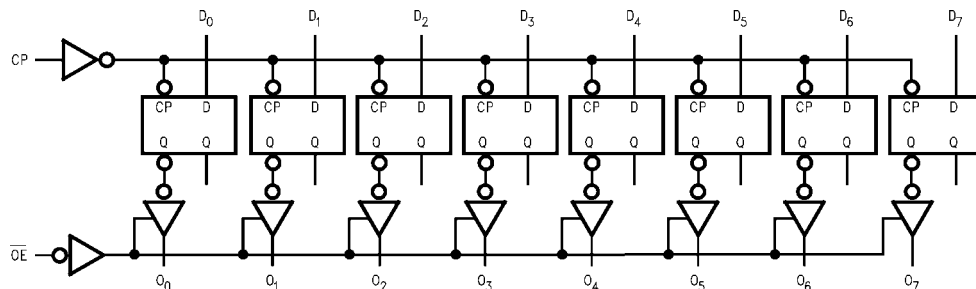 D0 D1 D2 D3 D4 D5 D6 D7
CP
CP D CP D CP D CP D CP D CP D CP D CP D
Q Q Q Q Q Q Q Q Q Q Q Q Q Q Q Q
OE
O0 O1 O2 O3 O4 O5 O6 O7